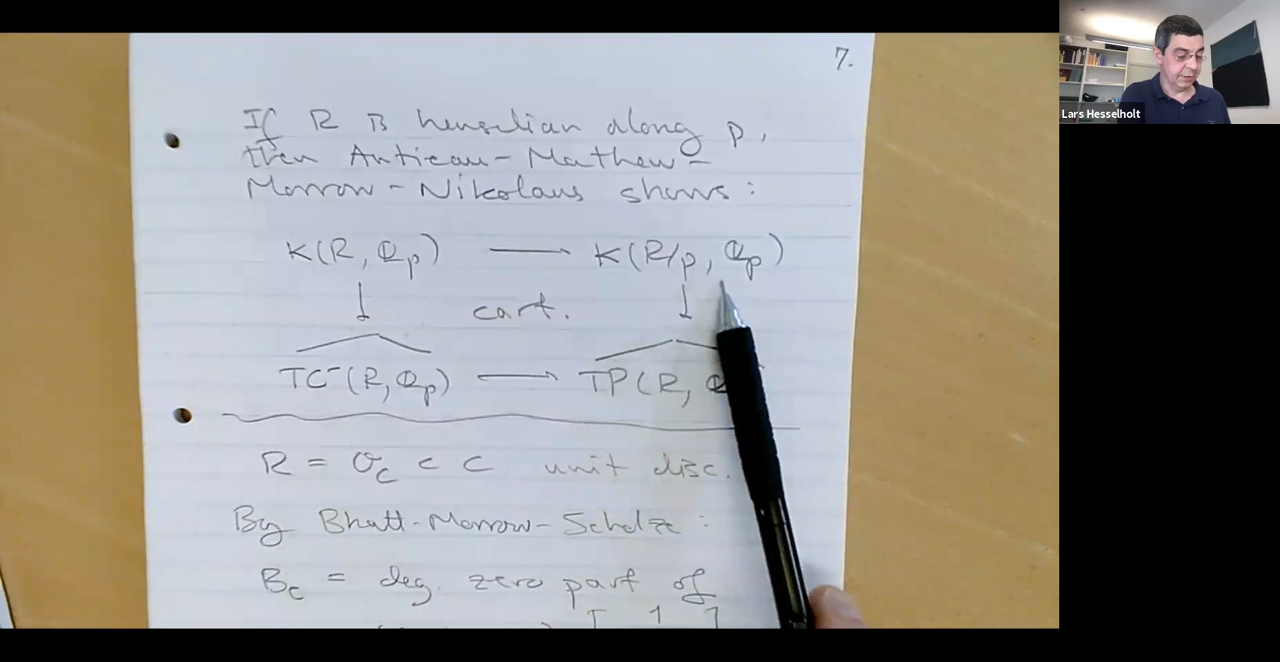 7.
If R is henselian along p,
then Antieau-Mathew-
Morrow-Nikolaus shows:
K(R, ℚp) ⟶ K(R/p, ℚp)
↓ cart. ↓
TC⁻(R, ℚp) ⟶ TP(R,
R = 𝒪_C ⊂ C unit disc.
By Bhatt-Morrow-Scholze:
B_C = deg. zero part of
Lars Hesselholt